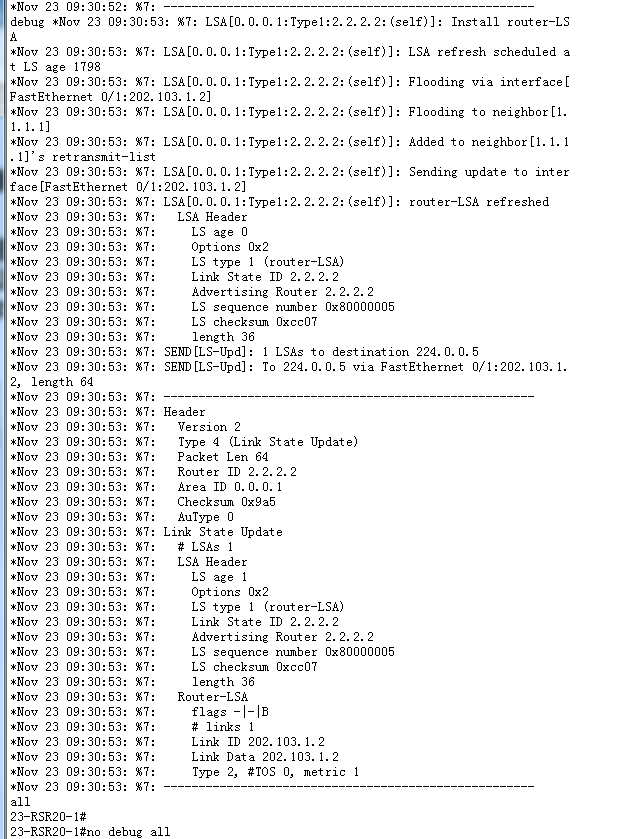 *Nov 23 09:30:52: %7: ------------------------------------------------------
debug *Nov 23 09:30:53: %7: LSA[0.0.0.1:Type1:2.2.2.2:(self)]: Install router-LS
A
*Nov 23 09:30:53: %7: LSA[0.0.0.1:Type1:2.2.2.2:(self)]: LSA refresh scheduled a
t LS age 1798
*Nov 23 09:30:53: %7: LSA[0.0.0.1:Type1:2.2.2.2:(self)]: Flooding via interface[
FastEthernet 0/1:202.103.1.2]
*Nov 23 09:30:53: %7: LSA[0.0.0.1:Type1:2.2.2.2:(self)]: Flooding to neighbor[1.
1.1.1]
*Nov 23 09:30:53: %7: LSA[0.0.0.1:Type1:2.2.2.2:(self)]: Added to neighbor[1.1.1
.1]'s retransmit-list
*Nov 23 09:30:53: %7: LSA[0.0.0.1:Type1:2.2.2.2:(self)]: Sending update to inter
face[FastEthernet 0/1:202.103.1.2]
*Nov 23 09:30:53: %7: LSA[0.0.0.1:Type1:2.2.2.2:(self)]: router-LSA refreshed
*Nov 23 09:30:53: %7:   LSA Header
*Nov 23 09:30:53: %7:     LS age 0
*Nov 23 09:30:53: %7:     Options 0x2
*Nov 23 09:30:53: %7:     LS type 1 (router-LSA)
*Nov 23 09:30:53: %7:     Link State ID 2.2.2.2
*Nov 23 09:30:53: %7:     Advertising Router 2.2.2.2
*Nov 23 09:30:53: %7:     LS sequence number 0x80000005
*Nov 23 09:30:53: %7:     LS checksum 0xcc07
*Nov 23 09:30:53: %7:     length 36
*Nov 23 09:30:53: %7: SEND[LS-Upd]: 1 LSAs to destination 224.0.0.5
*Nov 23 09:30:53: %7: SEND[LS-Upd]: To 224.0.0.5 via FastEthernet 0/1:202.103.1.
2, length 64
*Nov 23 09:30:53: %7: ------------------------------------------------------
*Nov 23 09:30:53: %7: Header
*Nov 23 09:30:53: %7:   Version 2
*Nov 23 09:30:53: %7:   Type 4 (Link State Update)
*Nov 23 09:30:53: %7:   Packet Len 64
*Nov 23 09:30:53: %7:   Router ID 2.2.2.2
*Nov 23 09:30:53: %7:   Area ID 0.0.0.1
*Nov 23 09:30:53: %7:   Checksum 0x9a5
*Nov 23 09:30:53: %7:   AuType 0
*Nov 23 09:30:53: %7: Link State Update
*Nov 23 09:30:53: %7:   # LSAs 1
*Nov 23 09:30:53: %7:   LSA Header
*Nov 23 09:30:53: %7:     LS age 1
*Nov 23 09:30:53: %7:     Options 0x2
*Nov 23 09:30:53: %7:     LS type 1 (router-LSA)
*Nov 23 09:30:53: %7:     Link State ID 2.2.2.2
*Nov 23 09:30:53: %7:     Advertising Router 2.2.2.2
*Nov 23 09:30:53: %7:     LS sequence number 0x80000005
*Nov 23 09:30:53: %7:     LS checksum 0xcc07
*Nov 23 09:30:53: %7:     length 36
*Nov 23 09:30:53: %7:   Router-LSA
*Nov 23 09:30:53: %7:     flags -|-|B
*Nov 23 09:30:53: %7:     # links 1
*Nov 23 09:30:53: %7:     Link ID 202.103.1.2
*Nov 23 09:30:53: %7:     Link Data 202.103.1.2
*Nov 23 09:30:53: %7:     Type 2, #TOS 0, metric 1
*Nov 23 09:30:53: %7: ------------------------------------------------------
all
23-RSR20-1#
23-RSR20-1#no debug all